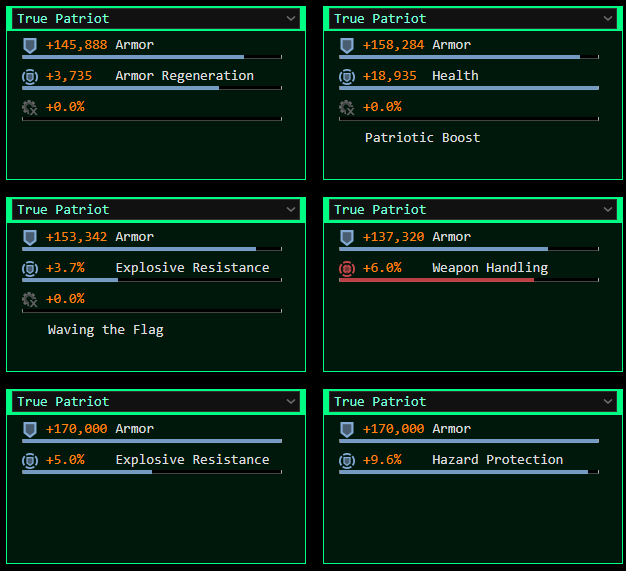 True Patriot
+145,888 Armor
+3,735 Armor Regeneration
+0.0%
True Patriot
+158,284 Armor
+18,935 Health
+0.0%
Patriotic Boost
True Patriot
+153,342 Armor
+3.7% Explosive Resistance
+0.0%
Waving the Flag
True Patriot
+137,320 Armor
+6.0% Weapon Handling
True Patriot
+170,000 Armor
+5.0% Explosive Resistance
True Patriot
+170,000 Armor
+9.6% Hazard Protection